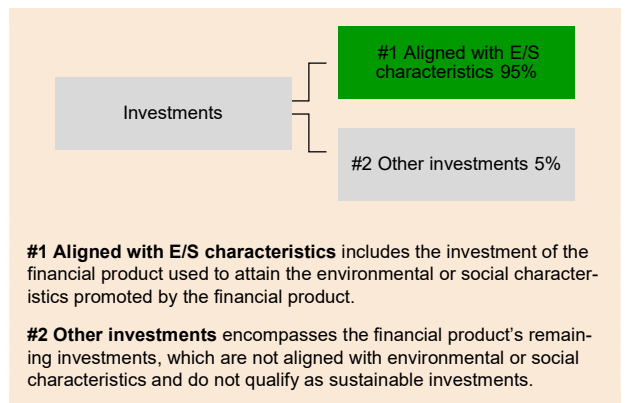 #1 Aligned with E/S
characteristics 95%
Investments
#2 Other investments 5%
#1 Aligned with E/S characteristics includes the investment of the
financial product used to attain the environmental or social character-
istics promoted by the financial product.
#2 Other investments encompasses the financial product’s remain-
ing investments, which are not aligned with environmental or social
characteristics and do not qualify as sustainable investments.